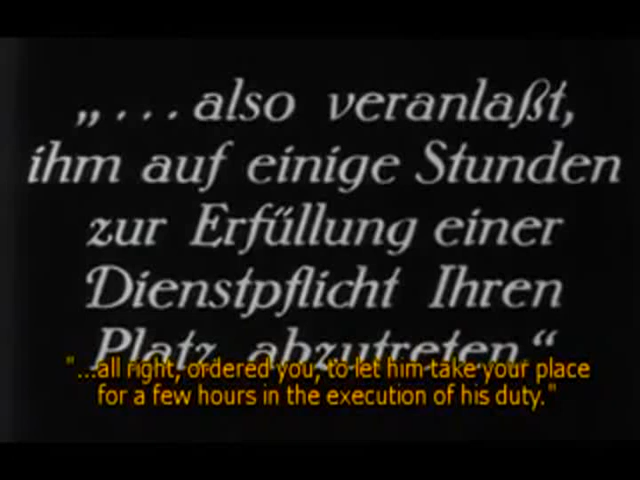 „...also veranlaßt,
ihm auf einige Stunden
zur Erfüllung einer
Dienstpflicht Ihren
Platz abzutreten.“
"...all right, ordered you, to let him take your place
for a few hours in the execution of his duty."